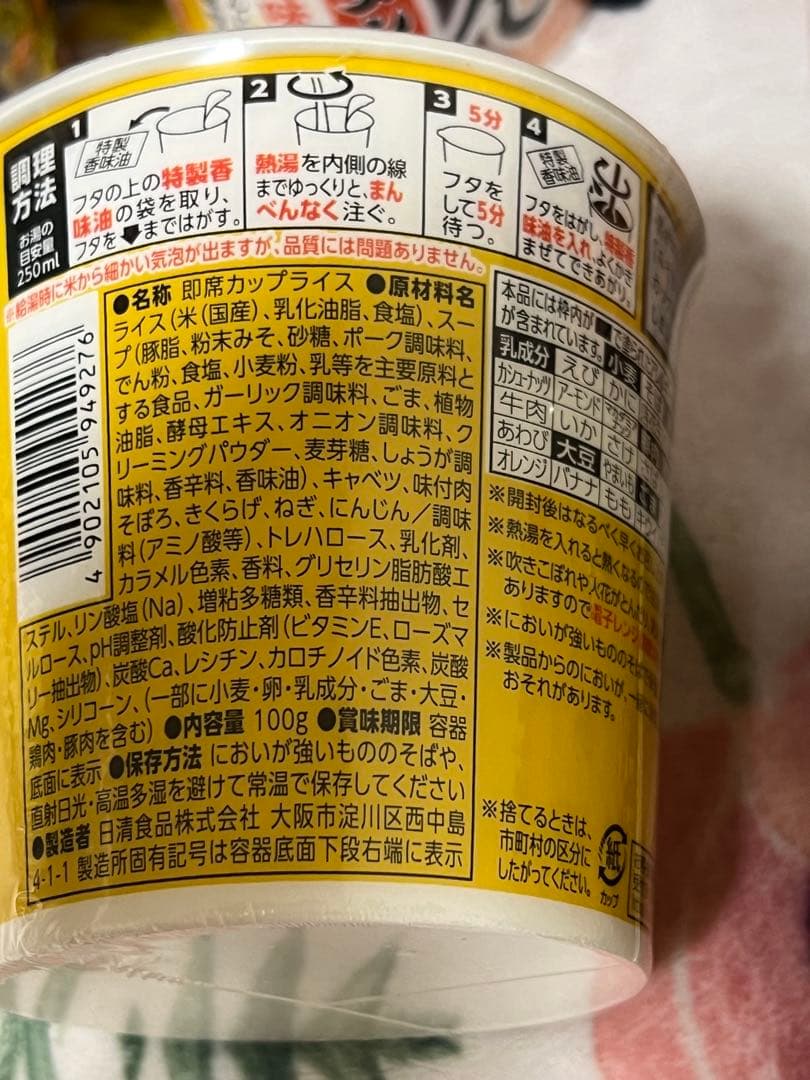 調理
方法
お湯の
目安量
250ml
1
特製
香味油
フタの上の特製香
味油の袋を取り、
フタを⬇まではがす。
2
熱湯を内側の線
までゆっくりと、まん
べんなく注ぐ。
3
5分
フタを
して5分
待つ。
4
特製
香味油
フタをはがし、特製香
味油を入れ、よくかき
まぜてできあがり。
※給湯時に米から細かい気泡が出ますが、品質には問題ありません。
4 902105 949276
●名称 即席カップライス ●原材料名
ライス(米(国産)、乳化油脂、食塩)、スー
プ(豚脂、粉末みそ、砂糖、ポーク調味料、
でん粉、食塩、小麦粉、乳等を主要原料と
する食品、ガーリック調味料、ごま、植物
油脂、酵母エキス、オニオン調味料、ク
リーミングパウダー、麦芽糖、しょうが調
味料、香辛料、香味油)、キャベツ、味付肉
そぼろ、きくらげ、ねぎ、にんじん/調味
料(アミノ酸等)、トレハロース、乳化剤、
カラメル色素、香料、グリセリン脂肪酸エ
ステル、リン酸塩(Na)、増粘多糖類、香辛料抽出物、セ
ルロース、pH調整剤、酸化防止剤(ビタミンE、ローズマ
リー抽出物)、炭酸Ca、レシチン、カロチノイド色素、炭酸
Mg、シリコーン、(一部に小麦・卵・乳成分・ごま・大豆・
鶏肉・豚肉を含む) ●内容量 100g ●賞味期限 容器
底面に表示 ●保存方法 においが強いもののそばや、
直射日光・高温多湿を避けて常温で保存してください
●製造者 日清食品株式会社 大阪市淀川区西中島
4-1-1 製造所固有記号は容器底面下段右端に表示
本品には枠内が■で塗られ
が含まれています。
乳成分 えび かに 小麦
カシューナッツ アーモンド マカダミア
牛肉 いか さけ
あわび 大豆 やまいも
オレンジ バナナ もも キウ
※開封後はなるべく早く
※熱湯を入れると熱くなる
※吹きこぼれや火花がとん
ありますので電子レンジ
※においが強いもののそば
※製品からのにおいが、
おそれがあります。
※捨てるときは、
市町村の区分に
したがってください。
紙
カップ